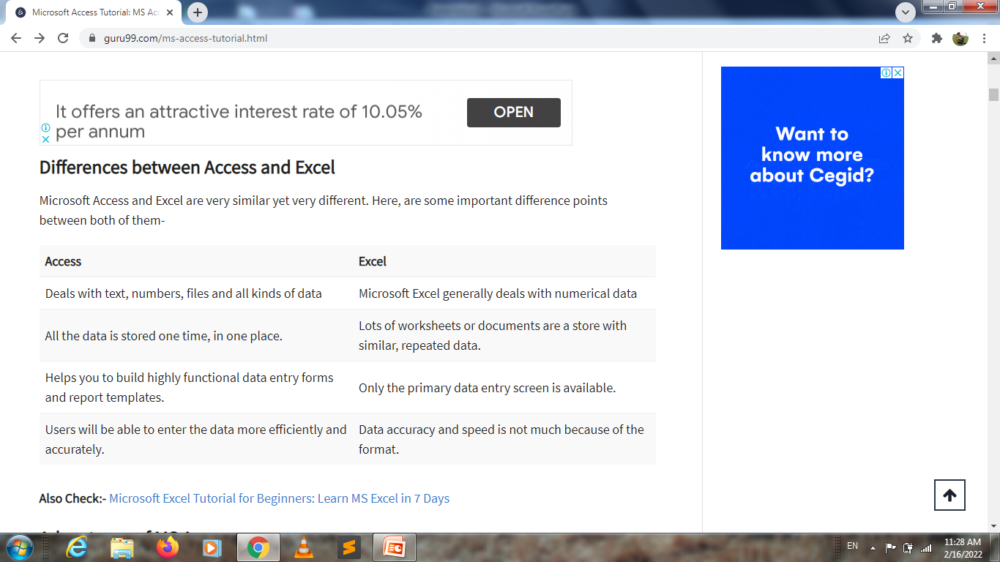 Microsoft Access Tutorial: MS Acc
guru99.com/ms-access-tutorial.html
It offers an attractive interest rate of 10.05%
per annum
OPEN
Want to
know more
about Cegid?
Differences between Access and Excel
Microsoft Access and Excel are very similar yet very different. Here, are some important difference points
between both of them-
Access Excel
Deals with text, numbers, files and all kinds of data Microsoft Excel generally deals with numerical data
All the data is stored one time, in one place. Lots of worksheets or documents are a store with
similar, repeated data.
Helps you to build highly functional data entry forms
and report templates. Only the primary data entry screen is available.
Users will be able to enter the data more efficiently and
accurately. Data accuracy and speed is not much because of the
format.
Also Check:- Microsoft Excel Tutorial for Beginners: Learn MS Excel in 7 Days
EN
11:28 AM
2/16/2022